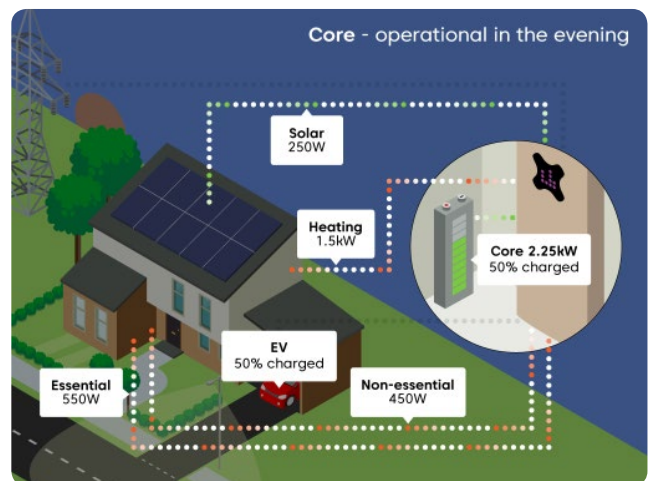 Core - operational in the evening
Solar
250W
Heating
1.5kW
Core 2.25kW
50% charged
EV
50% charged
Essential
550W
Non-essential
450W